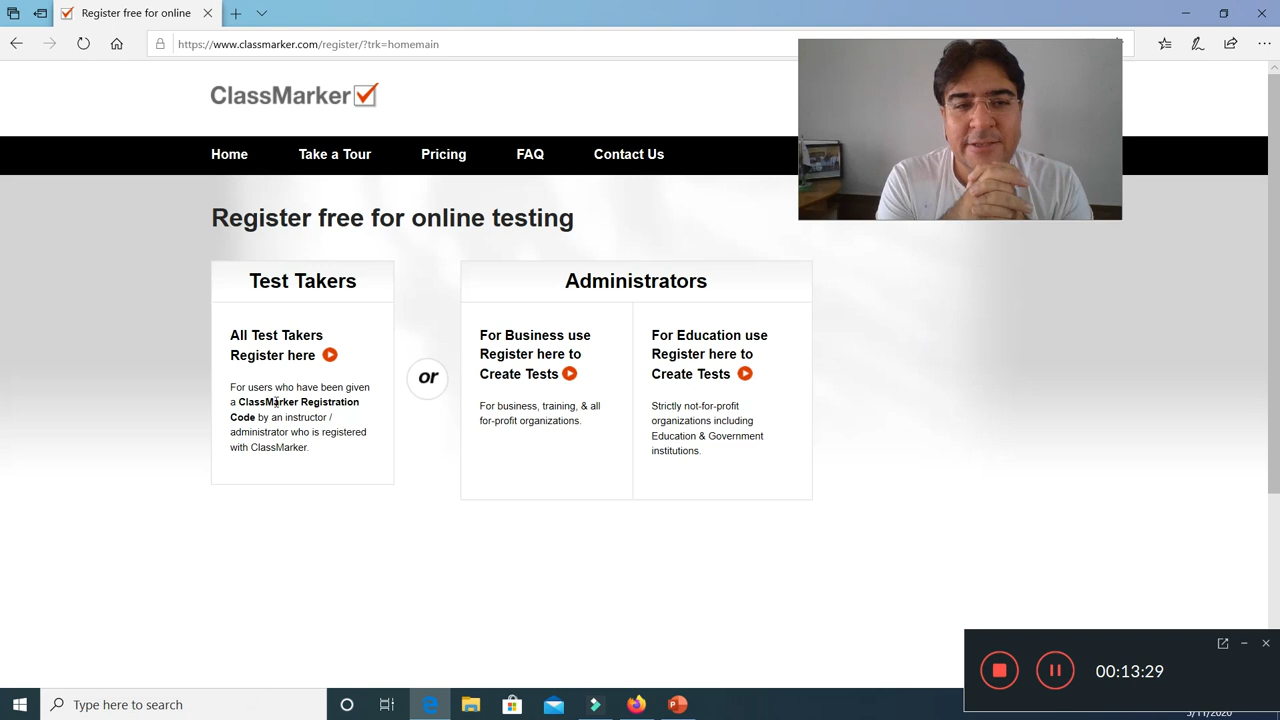 Register free for online
https://www.classmarker.com/register/?trk=homemain
ClassMarker
Home
Take a Tour
Pricing
FAQ
Contact Us
Register free for online testing
Test Takers
All Test Takers
Register here
For users who have been given
a ClassMarker Registration
Code by an instructor /
administrator who is registered
with ClassMarker.
or
Administrators
For Business use
Register here to
Create Tests
For business, training, & all
for-profit organizations.
For Education use
Register here to
Create Tests
Strictly not-for-profit
organizations including
Education & Government
institutions.
00:13:29
Type here to search